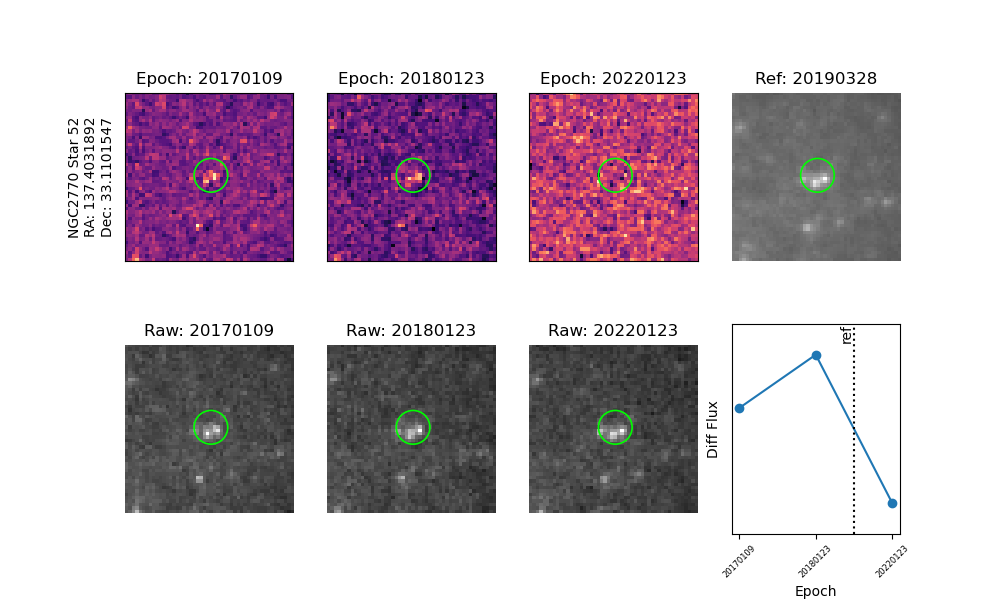 NGC2770 Star 52
RA: 137.4031892
Dec: 33.1101547
Epoch: 20170109
Epoch: 20180123
Epoch: 20220123
Ref: 20190328
Raw: 20170109
Raw: 20180123
Raw: 20220123
Diff Flux
ref
20170109
20180123
20220123
Epoch